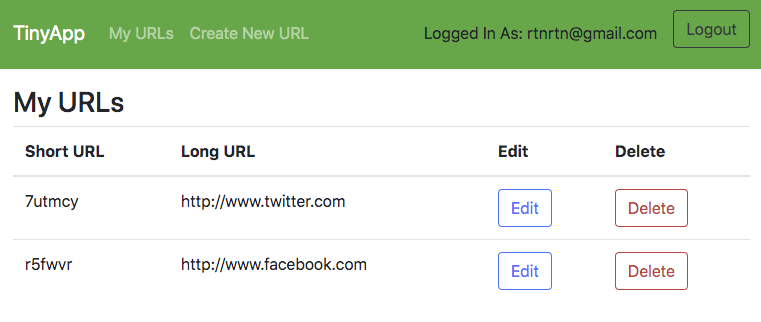 TinyApp My URLs Create New URL Logged In As: rtnrtn@gmail.com Logout
My URLs
Short URL Long URL Edit Delete
7utmcy http://www.twitter.com Edit Delete
r5fwvr http://www.facebook.com Edit Delete